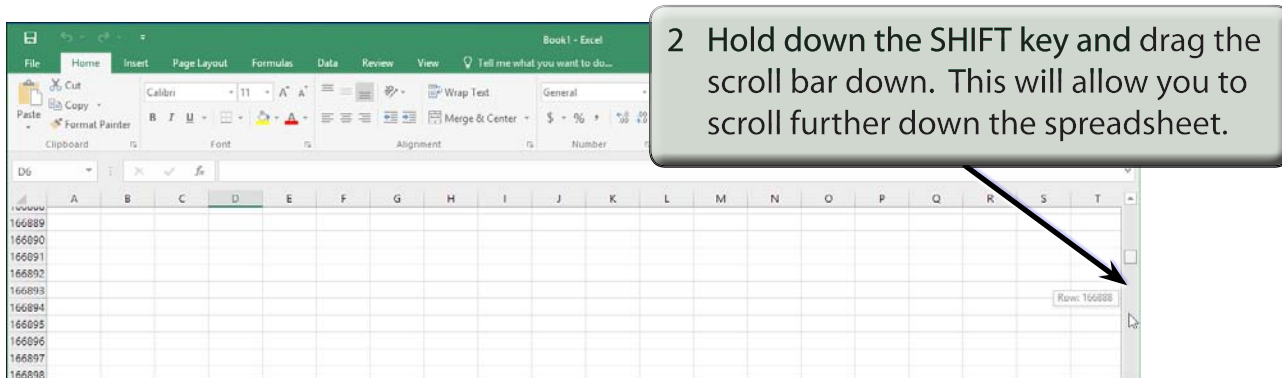 2 Hold down the SHIFT key and drag the
scroll bar down. This will allow you to
scroll further down the spreadsheet.
Book1 - Excel
File Home Insert Page Layout Formulas Data Review View Tell me what you want to do...
Cut
Copy
Format Painter
Paste
Calibri 11
B I U
Wrap Text
Merge & Center
General
$ % ,
Clipboard Font Alignment Number
D6 fx
A B C D E F G H I J K L M N O P Q R S T
166888
166889
166890
166891
166892
166893
166894
166895
166896
166897
166898
Row: 166888